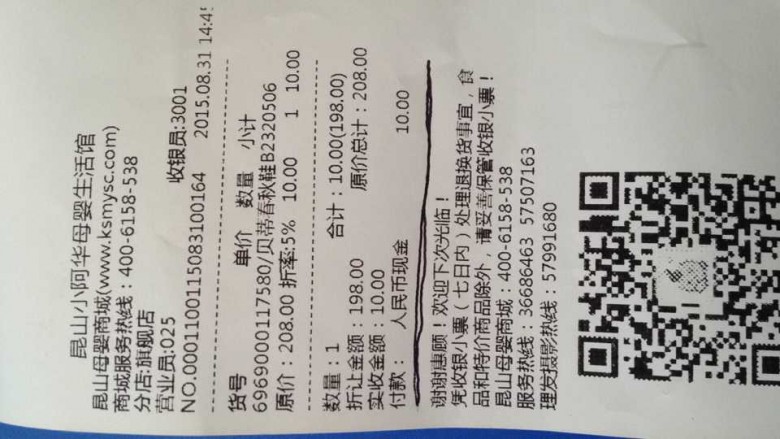 昆山小阿华母婴生活馆
昆山母婴商城(www.ksmysc.com)
商城服务热线：400-6158-538
分店:旗舰店
营业员:025 收银员:3001
NO.00011001150831001​64 2015.08.31 14:4
货号 单价 数量 小计
6969000117580/贝蒂春秋鞋B2320506
原价：208.00 折率:5% 10.00 1 10.00
数量：1 合计：10.00(198.00)
折让金额：198.00 原价总计：208.00
实收金额：10.00
付款： 人民币现金 10.00
谢谢惠顾！欢迎下次光临！
凭收银小票（七日内）处理退换货事宜，食
品和特价商品除外，请妥善保管收银小票！
昆山母婴商城：400-6158-538
服务热线：36686463 57507163
理发摄影热线：57991680